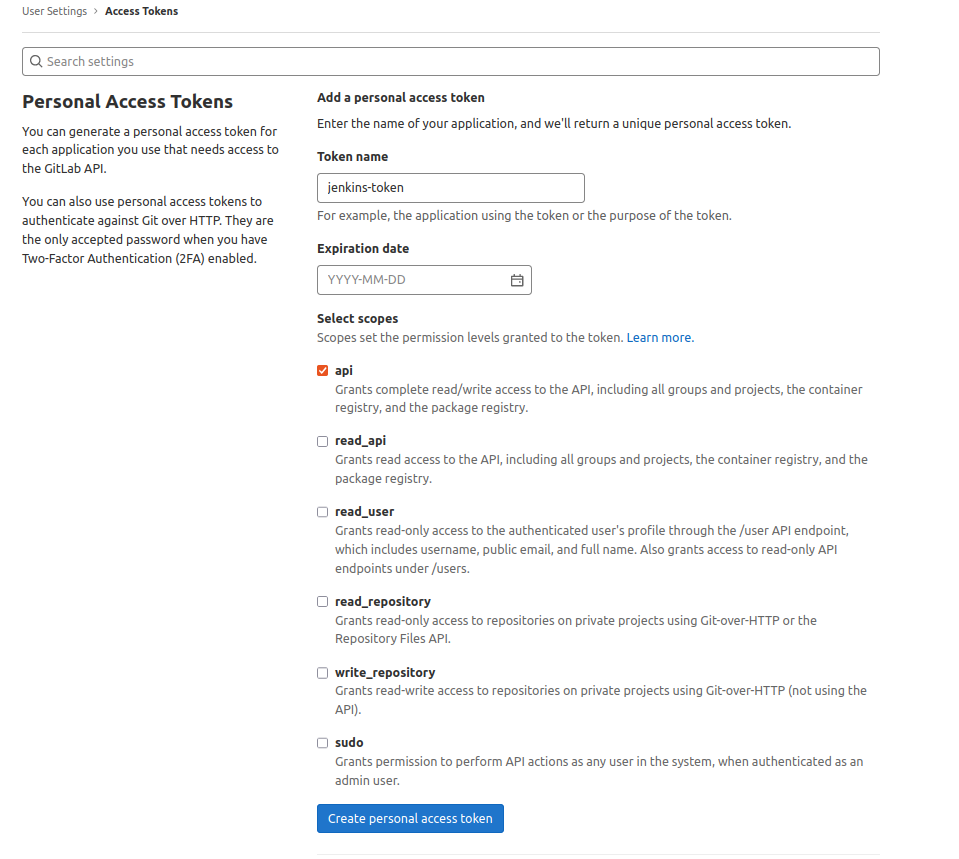 User Settings > Access Tokens
Search settings
Personal Access Tokens
You can generate a personal access token for
each application you use that needs access to
the GitLab API.
You can also use personal access tokens to
authenticate against Git over HTTP. They are
the only accepted password when you have
Two-Factor Authentication (2FA) enabled.
Add a personal access token
Enter the name of your application, and we'll return a unique personal access token.
Token name
jenkins-token
For example, the application using the token or the purpose of the token.
Expiration date
YYYY-MM-DD
Select scopes
Scopes set the permission levels granted to the token. Learn more.
api
Grants complete read/write access to the API, including all groups and projects, the container
registry, and the package registry.
read_api
Grants read access to the API, including all groups and projects, the container registry, and the
package registry.
read_user
Grants read-only access to the authenticated user's profile through the /user API endpoint,
which includes username, public email, and full name. Also grants access to read-only API
endpoints under /users.
read_repository
Grants read-only access to repositories on private projects using Git-over-HTTP or the
Repository Files API.
write_repository
Grants read-write access to repositories on private projects using Git-over-HTTP (not using the
API).
sudo
Grants permission to perform API actions as any user in the system, when authenticated as an
admin user.
Create personal access token